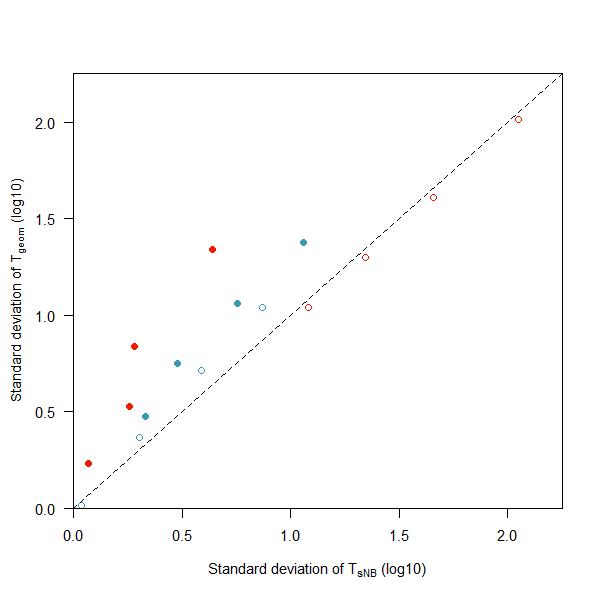 Standard deviation of Tgeom (log10)
2.0
1.5
1.0
0.5
0.0
0.0 0.5 1.0 1.5 2.0
Standard deviation of TsNB (log10)